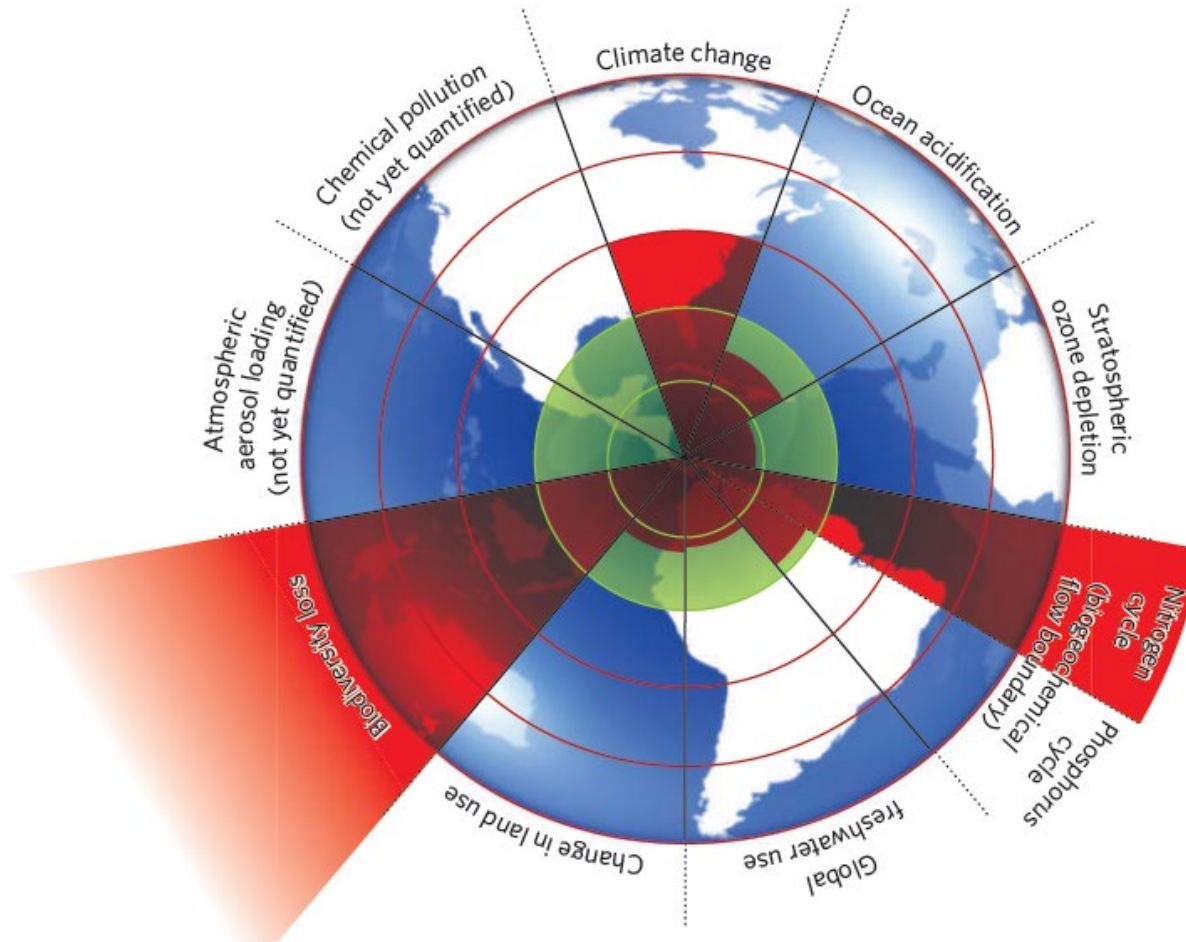 Climate change
Ocean acidification
Stratospheric
ozone depletion
Nitrogen
cycle
(biogeochemical
flow boundary)
Phosphorus
cycle
Global
freshwater use
Change in land use
Biodiversity loss
Atmospheric
aerosol loading
(not yet quantified)
Chemical pollution
(not yet quantified)